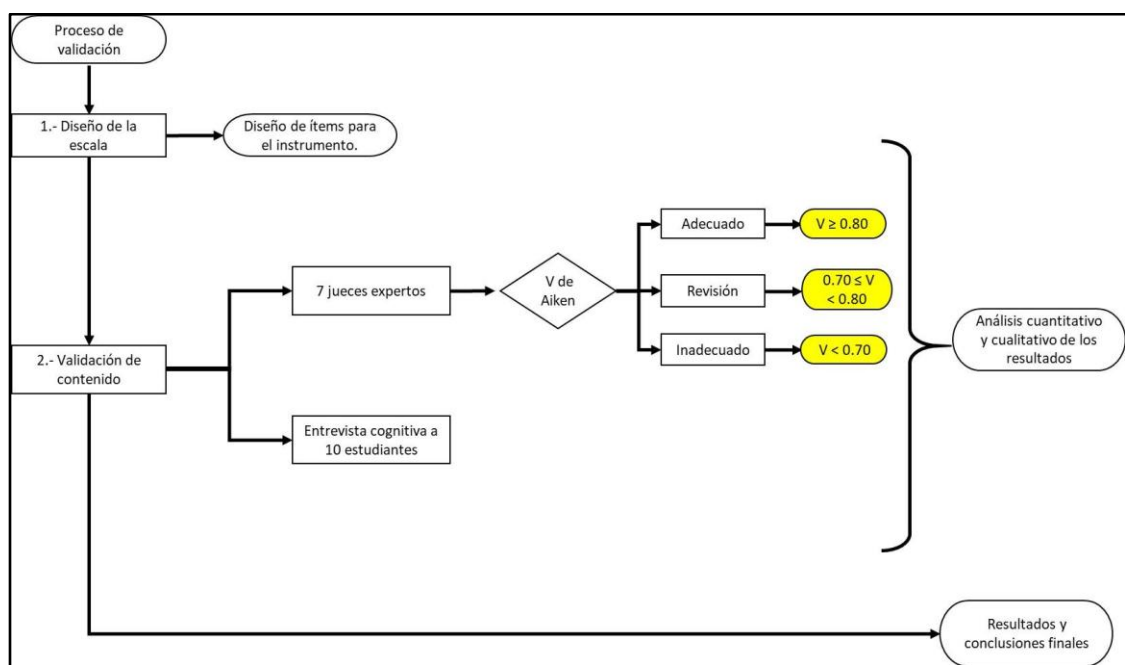 Proceso de
validación
1.- Diseño de la
escala
Diseño de ítems para
el instrumento.
Adecuado
V ≥ 0.80
7 jueces expertos
V de
Aiken
Revisión
0.70 ≤ V
< 0.80
Inadecuado
V < 0.70
Análisis cuantitativo
y cualitativo de los
resultados
2.- Validación de
contenido
Entrevista cognitiva a
10 estudiantes
Resultados y
conclusiones finales